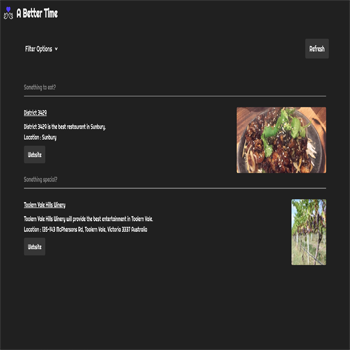 A Better Time
Filter Options
Refresh
Something to eat?
District 3429
District 3429 is the best restaurant in Sunbury.
Location : Sunbury
Website
Something special?
Toolern Vale Hills Winery
Toolern Vale Hills Winery will provide the best entertainment in Toolern Vale.
Location : 135-143 McPhersons Rd, Toolern Vale, Victoria 3337 Australia
Website